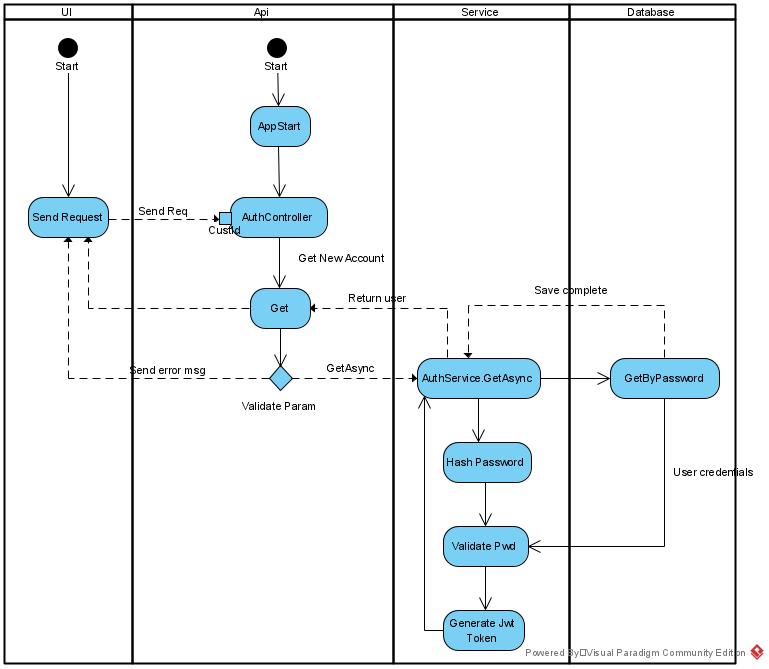 UI
Api
Service
Database
Start
Start
AppStart
Send Request
Send Req
AuthController
CustId
Get New Account
Get
Return user
Save complete
Send error msg
GetAsync
AuthService.GetAsync
GetByPassword
Validate Param
Hash Password
User credentials
Validate Pwd
Generate Jwt
Token
Powered By Visual Paradigm Community Edition